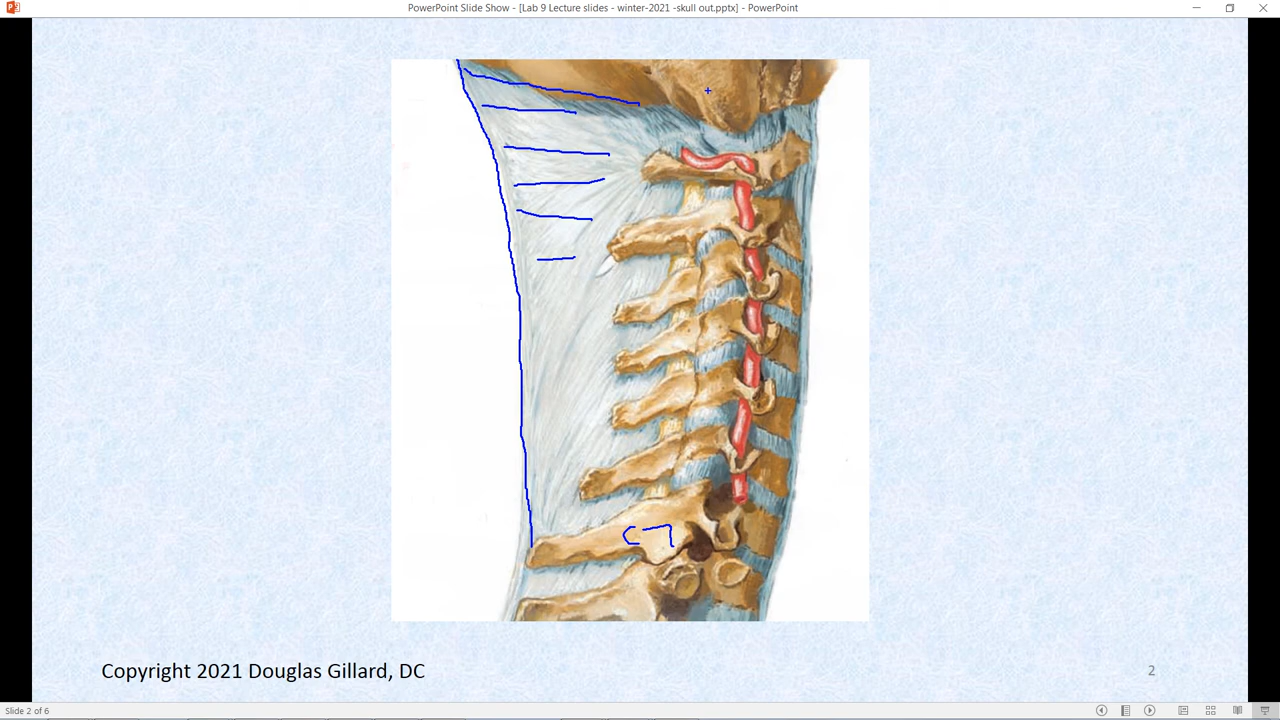 PowerPoint Slide Show - [Lab 9 Lecture slides - winter-2021 -skull out.pptx] - PowerPoint
C7
Copyright 2021 Douglas Gillard, DC
2
Slide 2 of 6